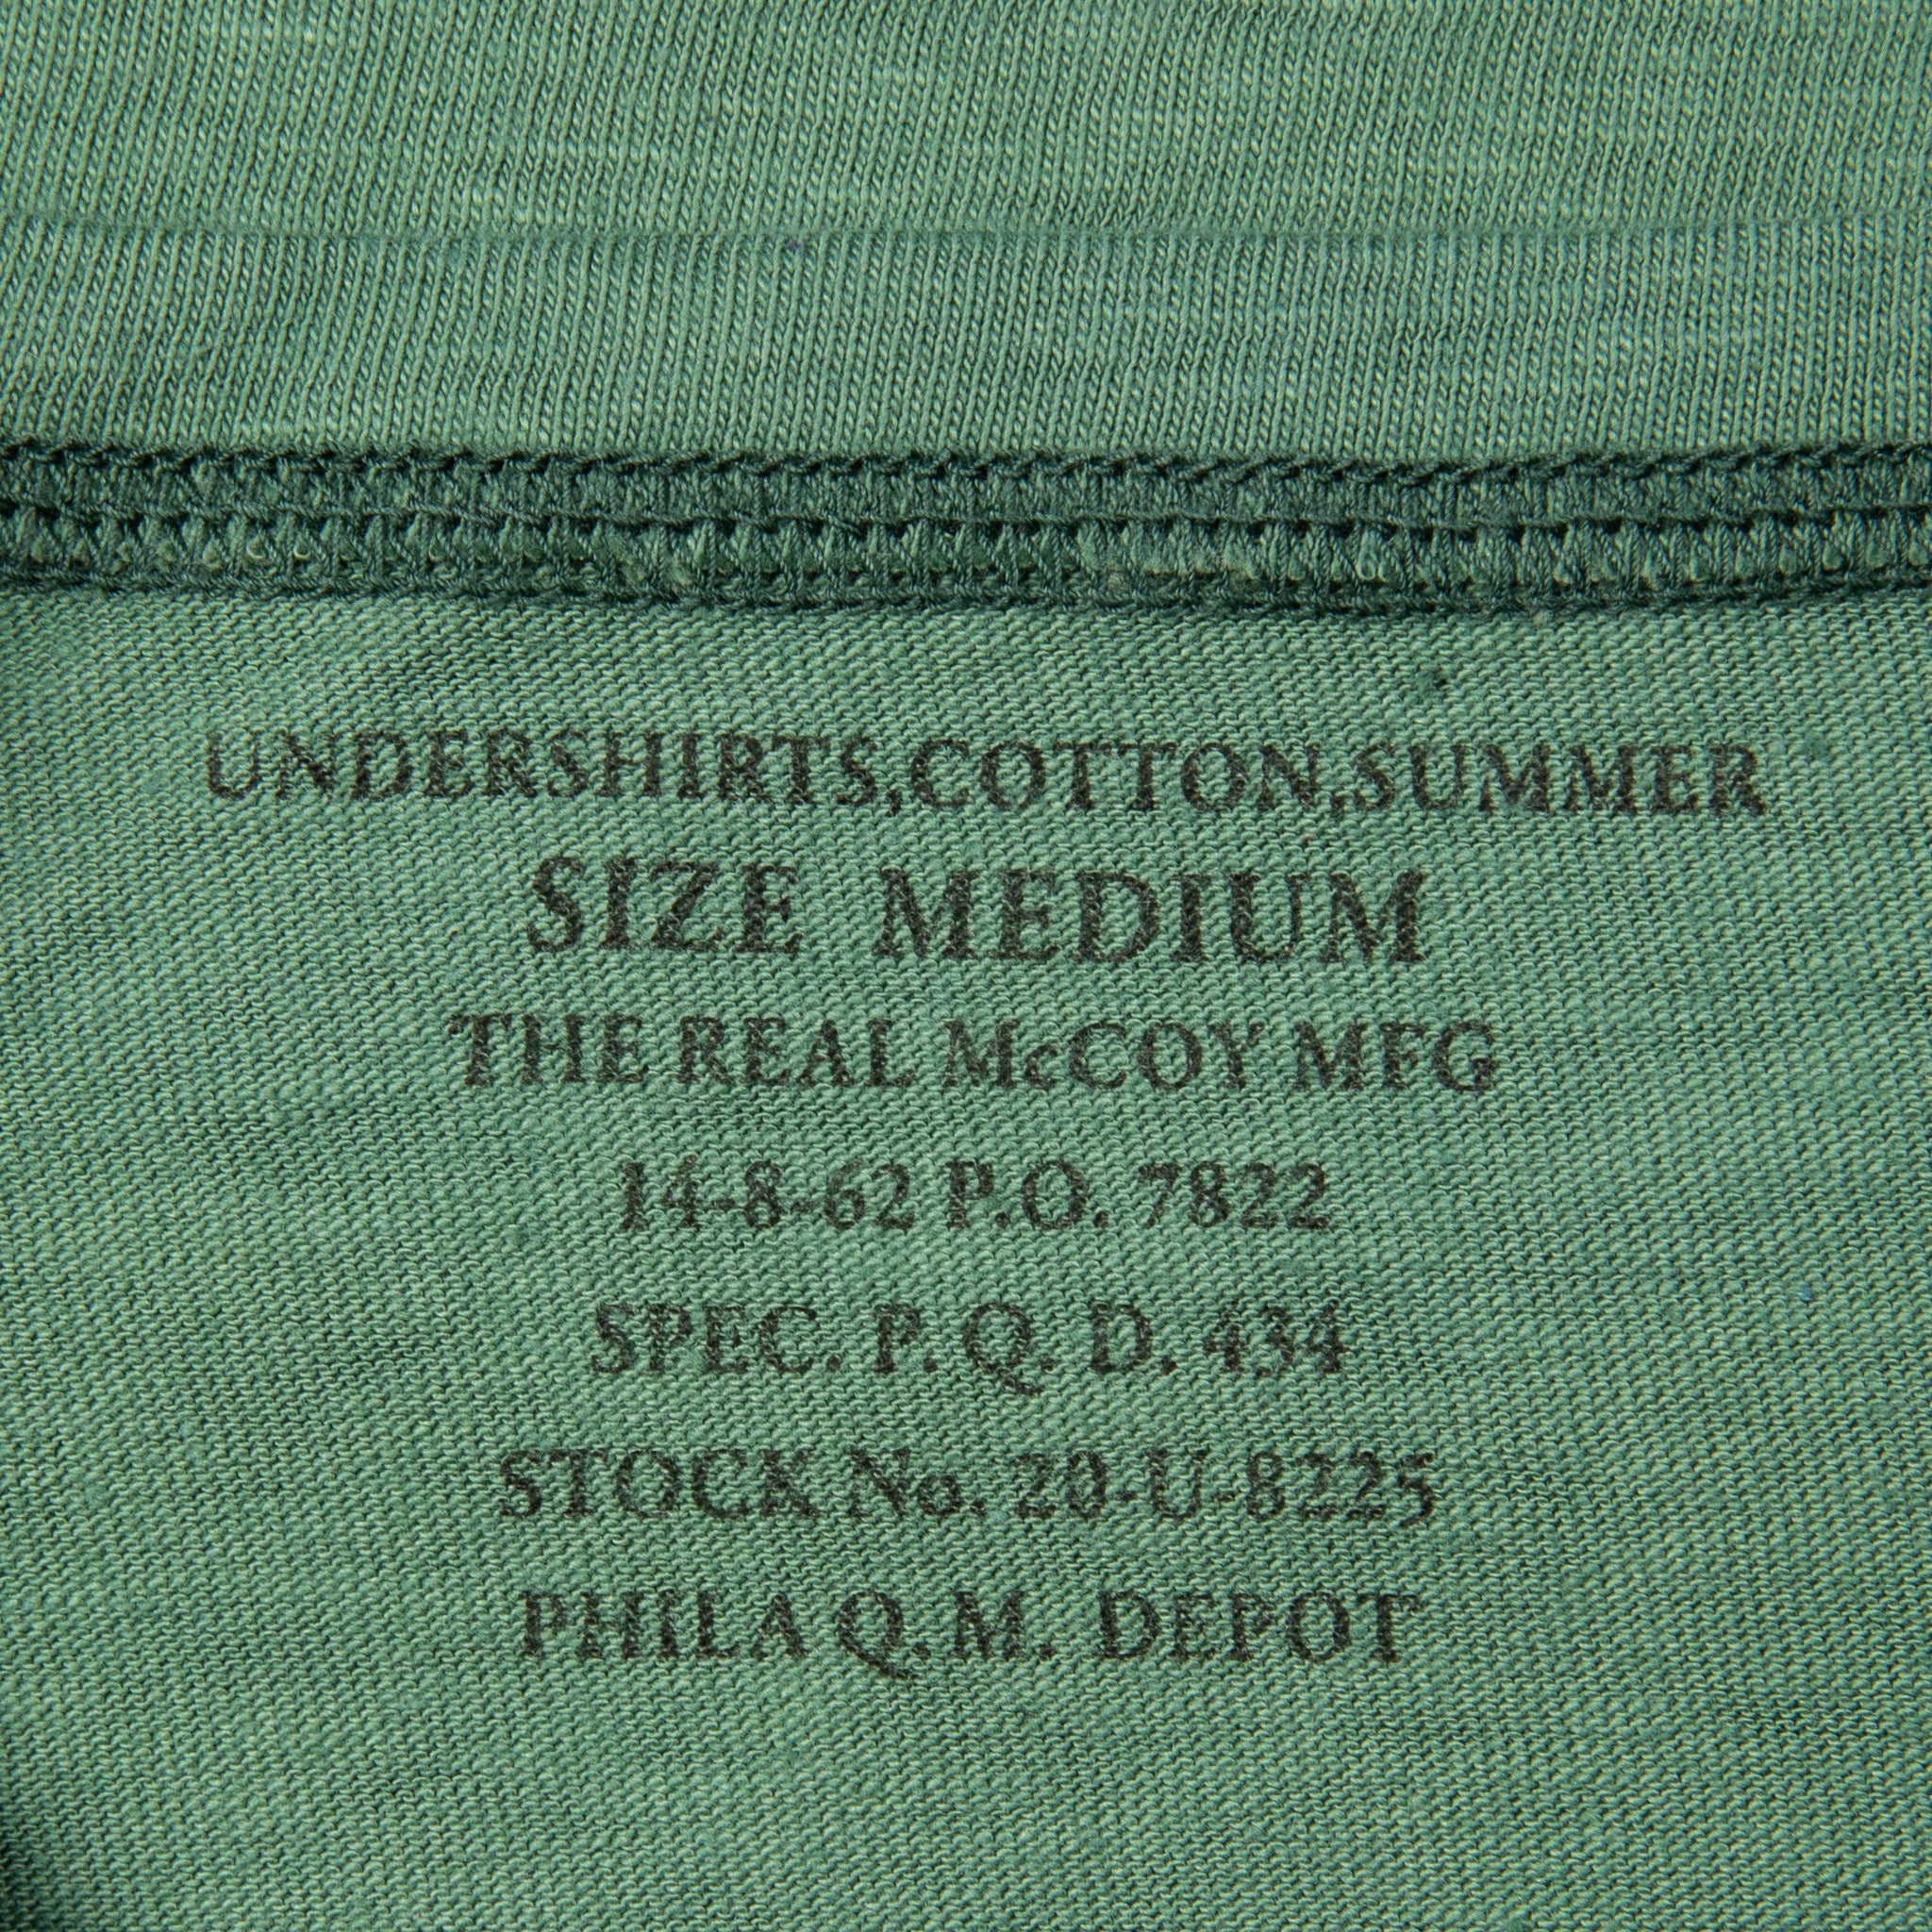 UNDERSHIRTS,COTTON,SUMMER
SIZE MEDIUM
THE REAL McCOY MFG
14-8-62 P.O. 7822
SPEC. P. Q. D. 434
STOCK No. 20-U-8225
PHILA Q.M. DEPOT